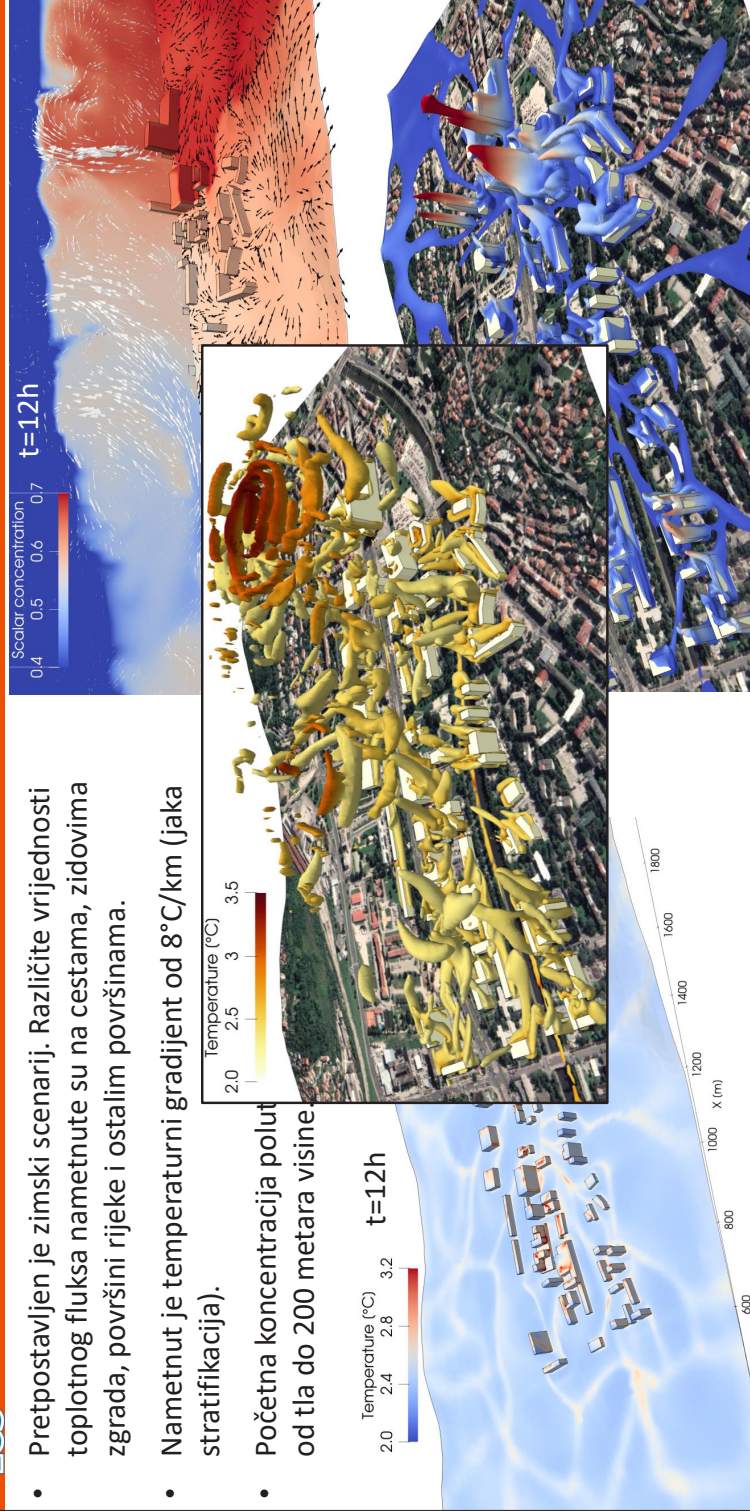 • Pretpostavljen je zimski scenarij. Različite vrijednosti
toplotnog fluksa nametnute su na cestama, zidovima
zgrada, površini rijeke i ostalim površinama.
• Nametnut je temperaturni gradijent od 8°C/km (jaka
stratifikacija).
• Početna koncentracija polut
od tla do 200 metara visine.
Scalar concentration
0.4 0.5 0.6 0.7
t=12h
Temperature (°C)
2.0 2.5 3 3.5
Temperature (°C)
2.0 2.4 2.8 3.2
t=12h
600 800 1000 1200 1400 1600 1800
X (m)